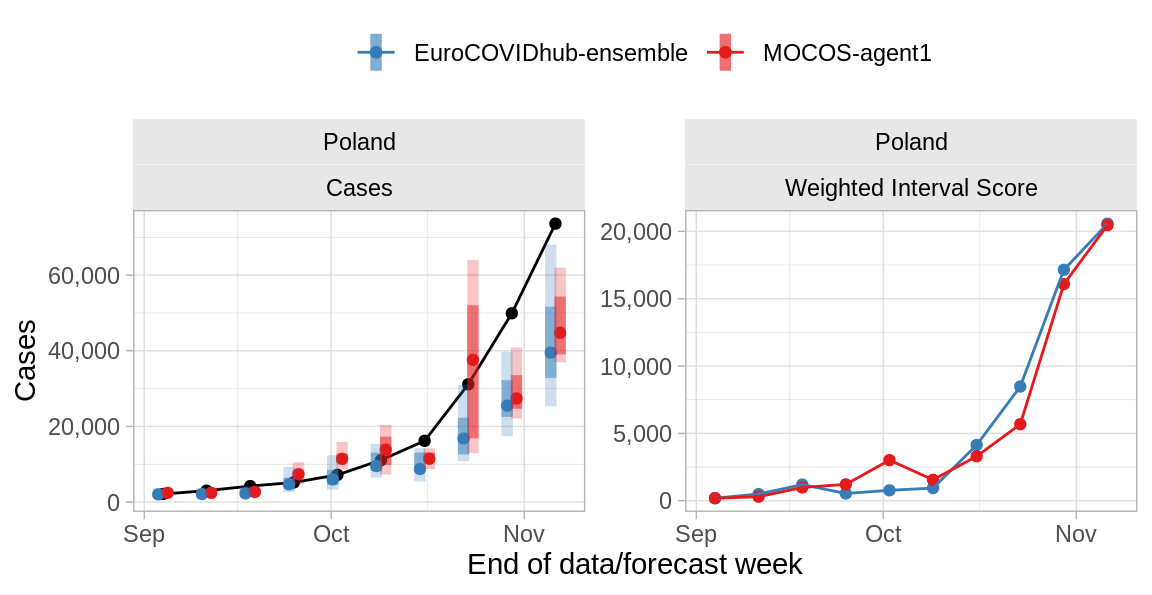 EuroCOVIDhub-ensemble MOCOS-agent1
Poland
Cases
60,000
40,000
20,000
0
Sep Oct Nov
Cases
Poland
Weighted Interval Score
20,000
15,000
10,000
5,000
0
Sep Oct Nov
End of data/forecast week